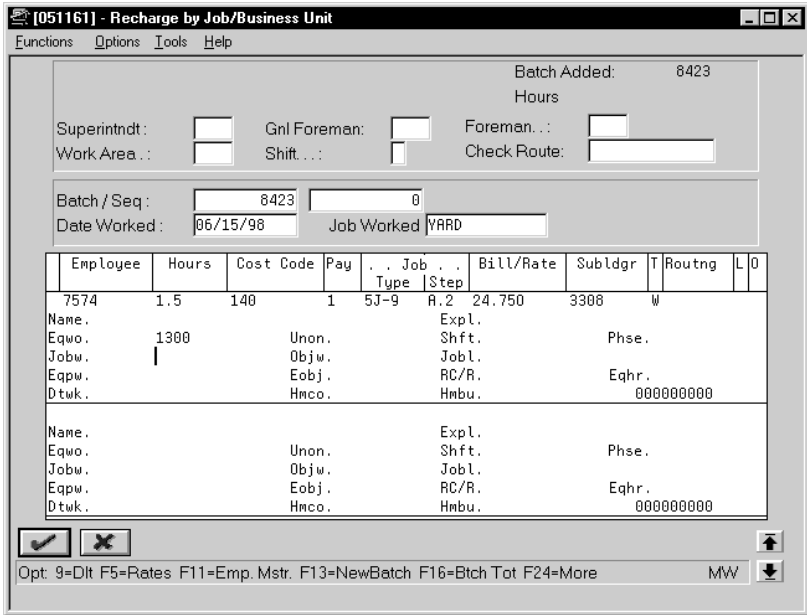 [051161] - Recharge by Job/Business Unit
Functions Options Tools Help
Batch Added: 8423
Hours
Superintndt : Gnl Foreman: Foreman. . :
Work Area. . : Shift. . . : Check Route:
Batch / Seq : 8423 0
Date Worked : 06/15/98 Job Worked YARD
Employee Hours Cost Code Pay . . Job . . Bill/Rate Subldgr T Routng L O
Type Step
7574 1.5 140 1 5J-9 A.2 24.750 3308 W
Name. Expl.
Eqwo. 1300 Unon. Shft. Phse.
Jobw. Objw. Jobl.
Eqpw. Eobj. RC/R. Eqhr.
Dtwk. Hmco. Hmbu. 000000000
Name. Expl.
Eqwo. Unon. Shft. Phse.
Jobw. Objw. Jobl.
Eqpw. Eobj. RC/R. Eqhr.
Dtwk. Hmco. Hmbu. 000000000
Opt: 9=Dlt F5=Rates F11=Emp. Mstr. F13=NewBatch F16=Btch Tot F24=More MW